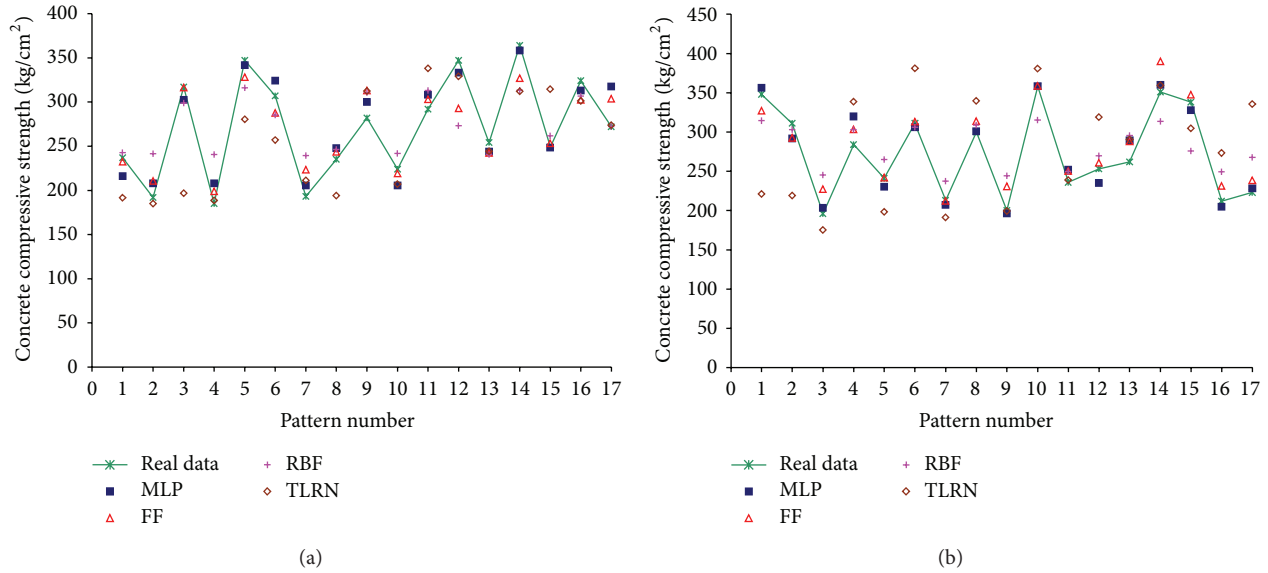 Concrete compressive strength (kg/cm²)
400
350
300
250
200
150
100
50
0
0 1 2 3 4 5 6 7 8 9 10 11 12 13 14 15 16 17
Pattern number
Real data
MLP
FF
RBF
TLRN
(a)
Concrete compressive strength (kg/cm²)
450
400
350
300
250
200
150
100
50
0
0 1 2 3 4 5 6 7 8 9 10 11 12 13 14 15 16 17
Pattern number
Real data
MLP
FF
RBF
TLRN
(b)